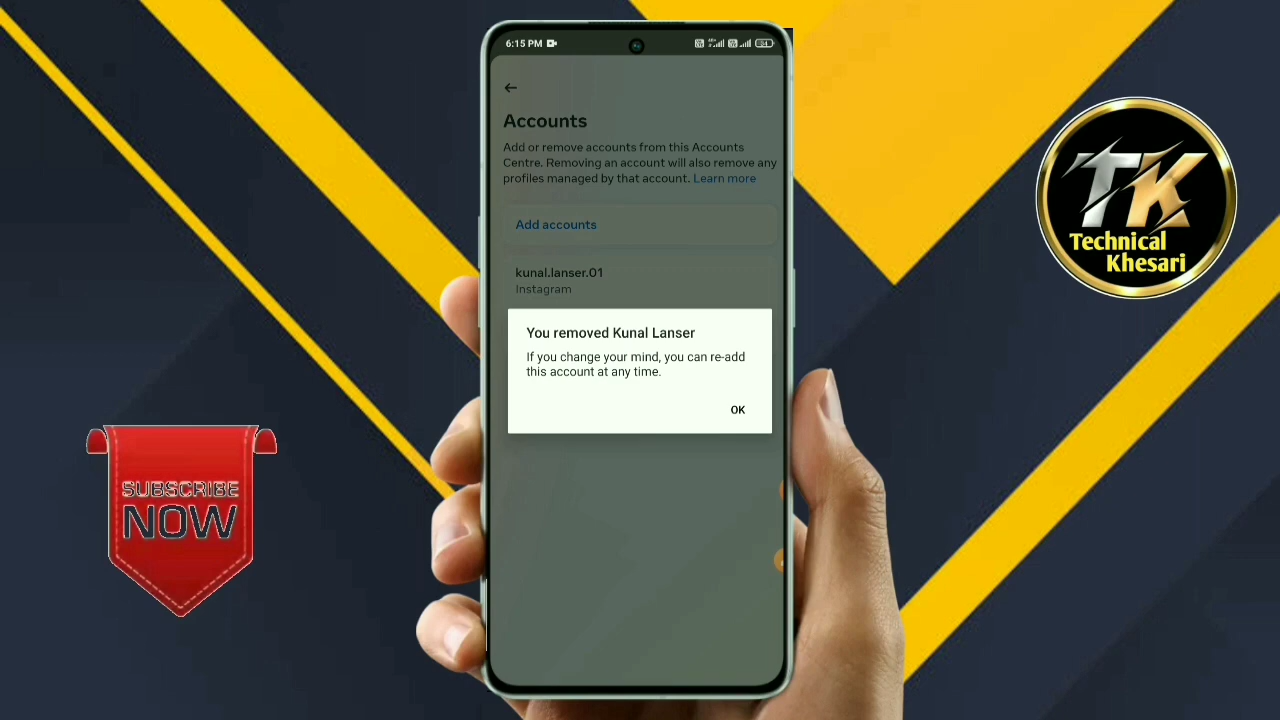 6:15 PM
Accounts
Add or remove accounts from this Accounts
Centre. Removing an account will also remove any
profiles managed by that account. Learn more
Add accounts
kunal.lanser.01
Instagram
You removed Kunal Lanser
If you change your mind, you can re-add
this account at any time.
OK
TK
Technical
Khesari
SUBSCRIBE
NOW